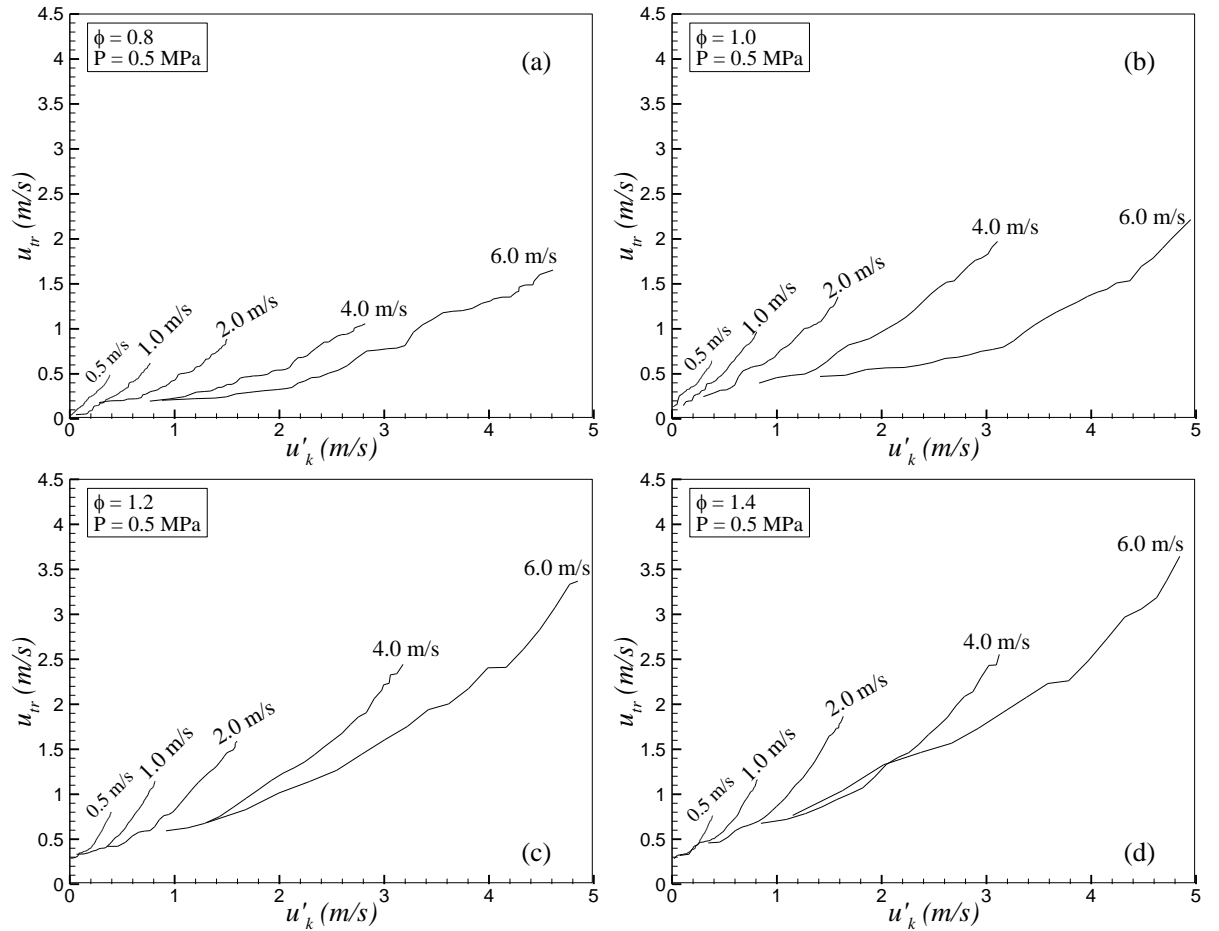 ϕ = 0.8
P = 0.5 MPa
(a)
4.5
4
3.5
3
2.5
2
1.5
1
0.5
0
u_tr (m/s)
0.5 m/s
1.0 m/s
2.0 m/s
4.0 m/s
6.0 m/s
0 1 2 3 4 5
u'_k (m/s)
ϕ = 1.0
P = 0.5 MPa
(b)
4.5
4
3.5
3
2.5
2
1.5
1
0.5
0
u_tr (m/s)
0.5 m/s
1.0 m/s
2.0 m/s
4.0 m/s
6.0 m/s
0 1 2 3 4 5
u'_k (m/s)
ϕ = 1.2
P = 0.5 MPa
4.5
4
3.5
3
2.5
2
1.5
1
0.5
0
u_tr (m/s)
0.5 m/s
1.0 m/s
2.0 m/s
4.0 m/s
6.0 m/s
(c)
0 1 2 3 4 5
u'_k (m/s)
ϕ = 1.4
P = 0.5 MPa
4.5
4
3.5
3
2.5
2
1.5
1
0.5
0
u_tr (m/s)
0.5 m/s
1.0 m/s
2.0 m/s
4.0 m/s
6.0 m/s
(d)
0 1 2 3 4 5
u'_k (m/s)